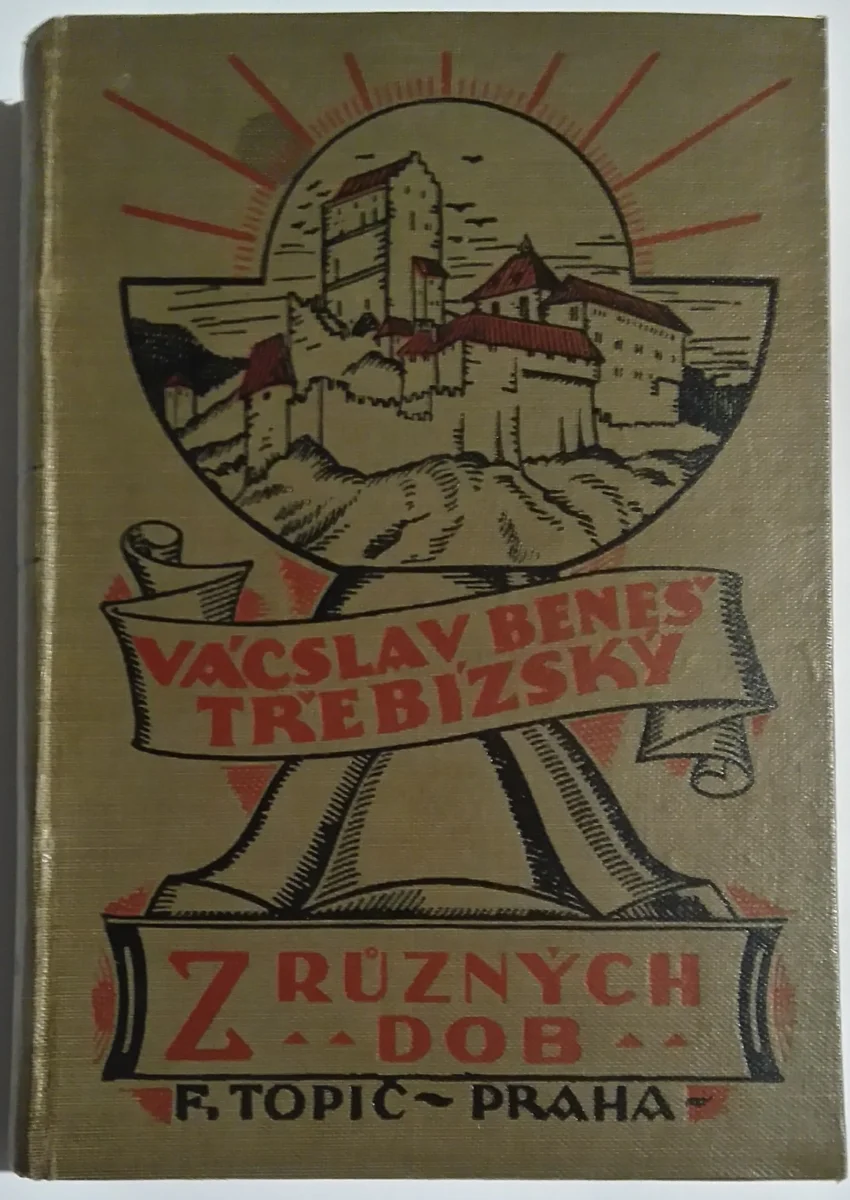 VÁCSLAV BENEŠ
TŘEBÍZSKÝ
Z RŮZNÝCH
DOB
F. TOPIČ ~ PRAHA ~